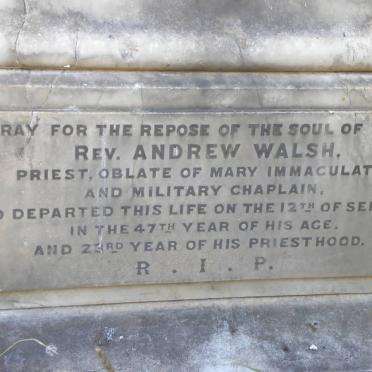 RAY FOR THE REPOSE OF THE SOUL OF
REV. ANDREW WALSH,
PRIEST, OBLATE OF MARY IMMACULAT
AND MILITARY CHAPLAIN,
O DEPARTED THIS LIFE ON THE 12TH OF SE
IN THE 47TH YEAR OF HIS AGE.
AND 23RD YEAR OF HIS PRIESTHOOD.
R. I. P.